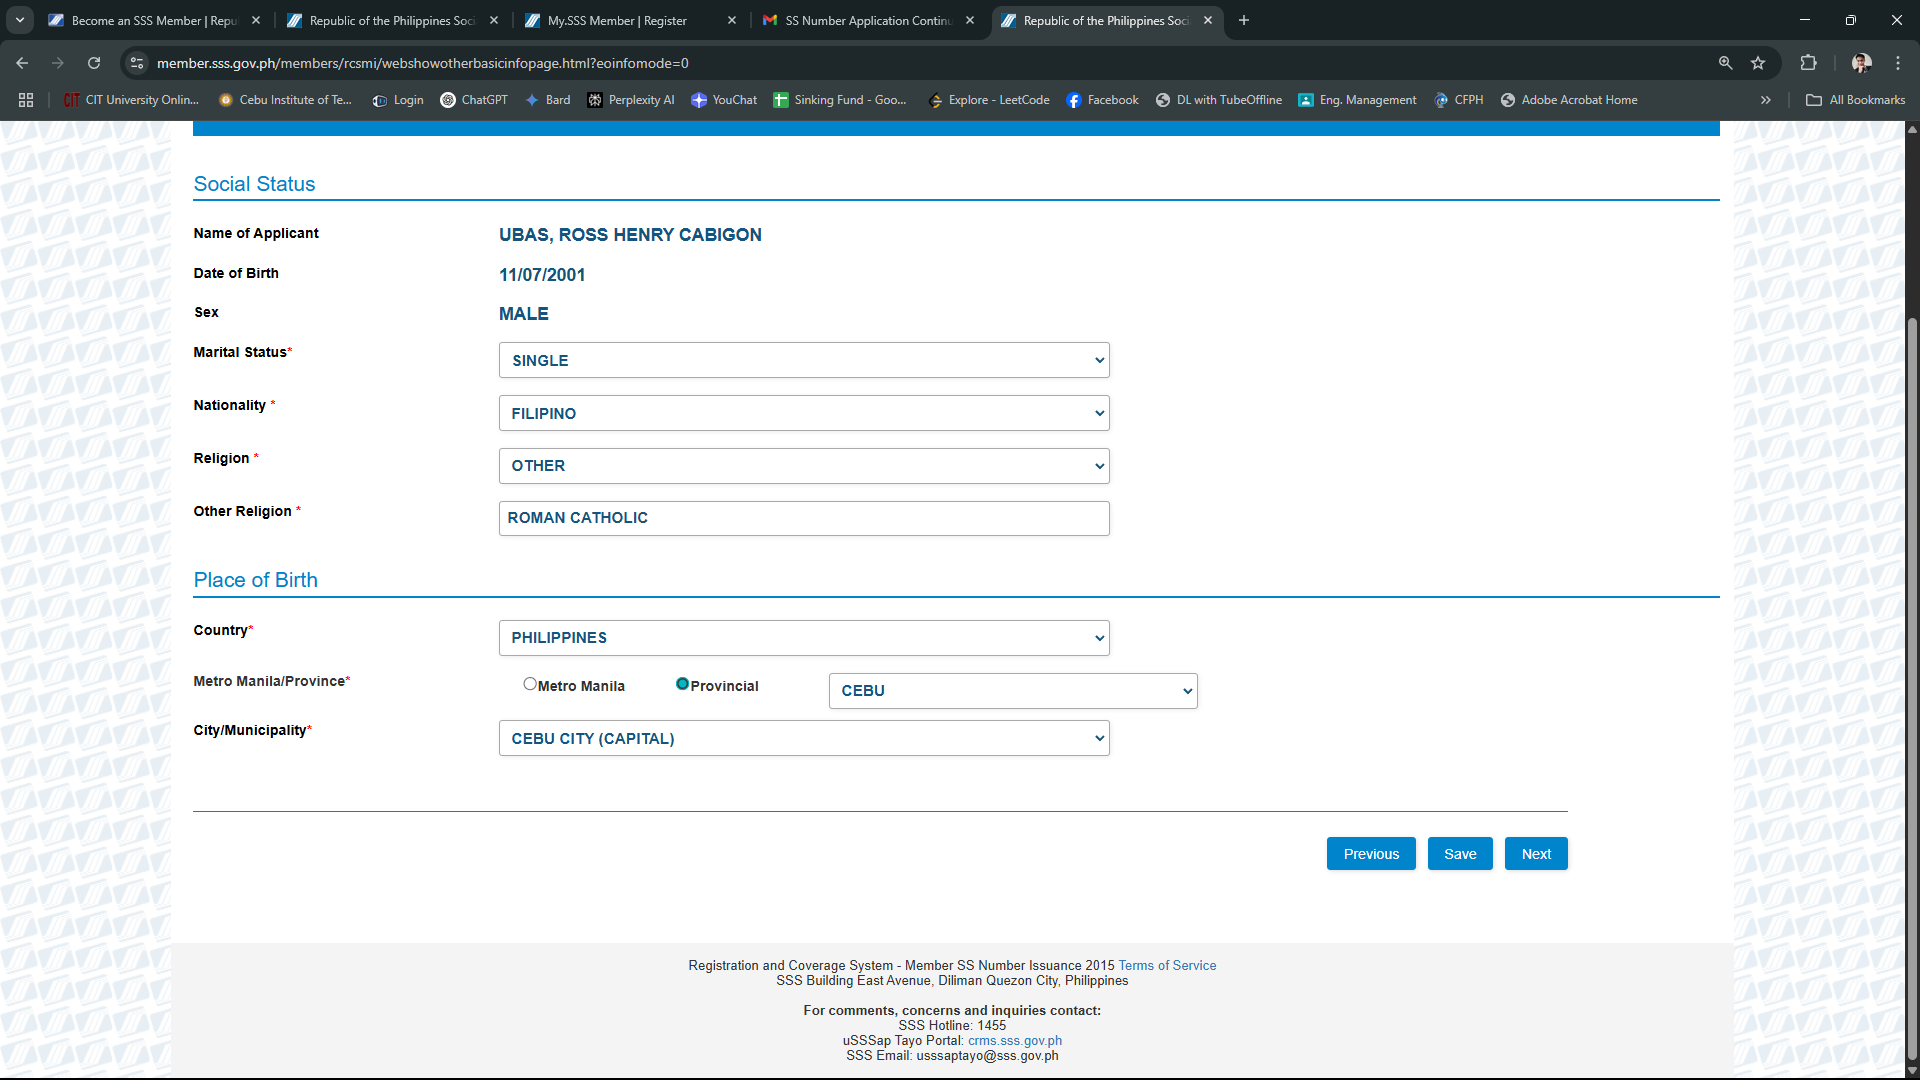 Become an SSS Member | Repu
Republic of the Philippines Soci
My.SSS Member | Register
SS Number Application Continu
Republic of the Philippines Soci
member.sss.gov.ph/members/rcsmi/webshowotherbasicinfopage.html?eoinfomode=0
CIT University Onlin...
Cebu Institute of Te...
Login
ChatGPT
Bard
Perplexity AI
YouChat
Sinking Fund - Goo...
Explore - LeetCode
Facebook
DL with TubeOffline
Eng. Management
CFPH
Adobe Acrobat Home
All Bookmarks
Social Status
Name of Applicant UBAS, ROSS HENRY CABIGON
Date of Birth 11/07/2001
Sex MALE
Marital Status* SINGLE
Nationality * FILIPINO
Religion * OTHER
Other Religion * ROMAN CATHOLIC
Place of Birth
Country* PHILIPPINES
Metro Manila/Province* Metro Manila Provincial CEBU
City/Municipality* CEBU CITY (CAPITAL)
Previous Save Next
Registration and Coverage System - Member SS Number Issuance 2015 Terms of Service
SSS Building East Avenue, Diliman Quezon City, Philippines
For comments, concerns and inquiries contact:
SSS Hotline: 1455
uSSSap Tayo Portal: crms.sss.gov.ph
SSS Email: usssaptayo@sss.gov.ph